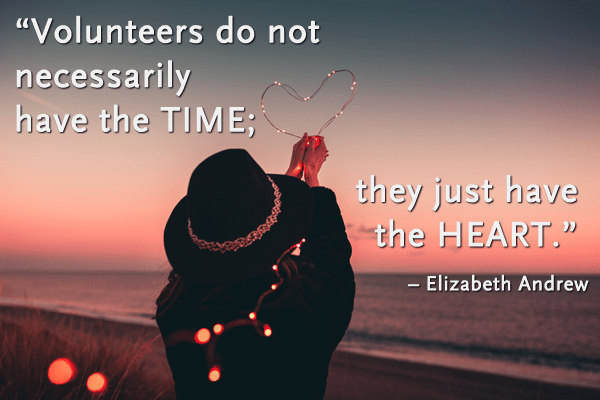 “Volunteers do not
necessarily
have the TIME;
they just have
the HEART.”
– Elizabeth Andrew